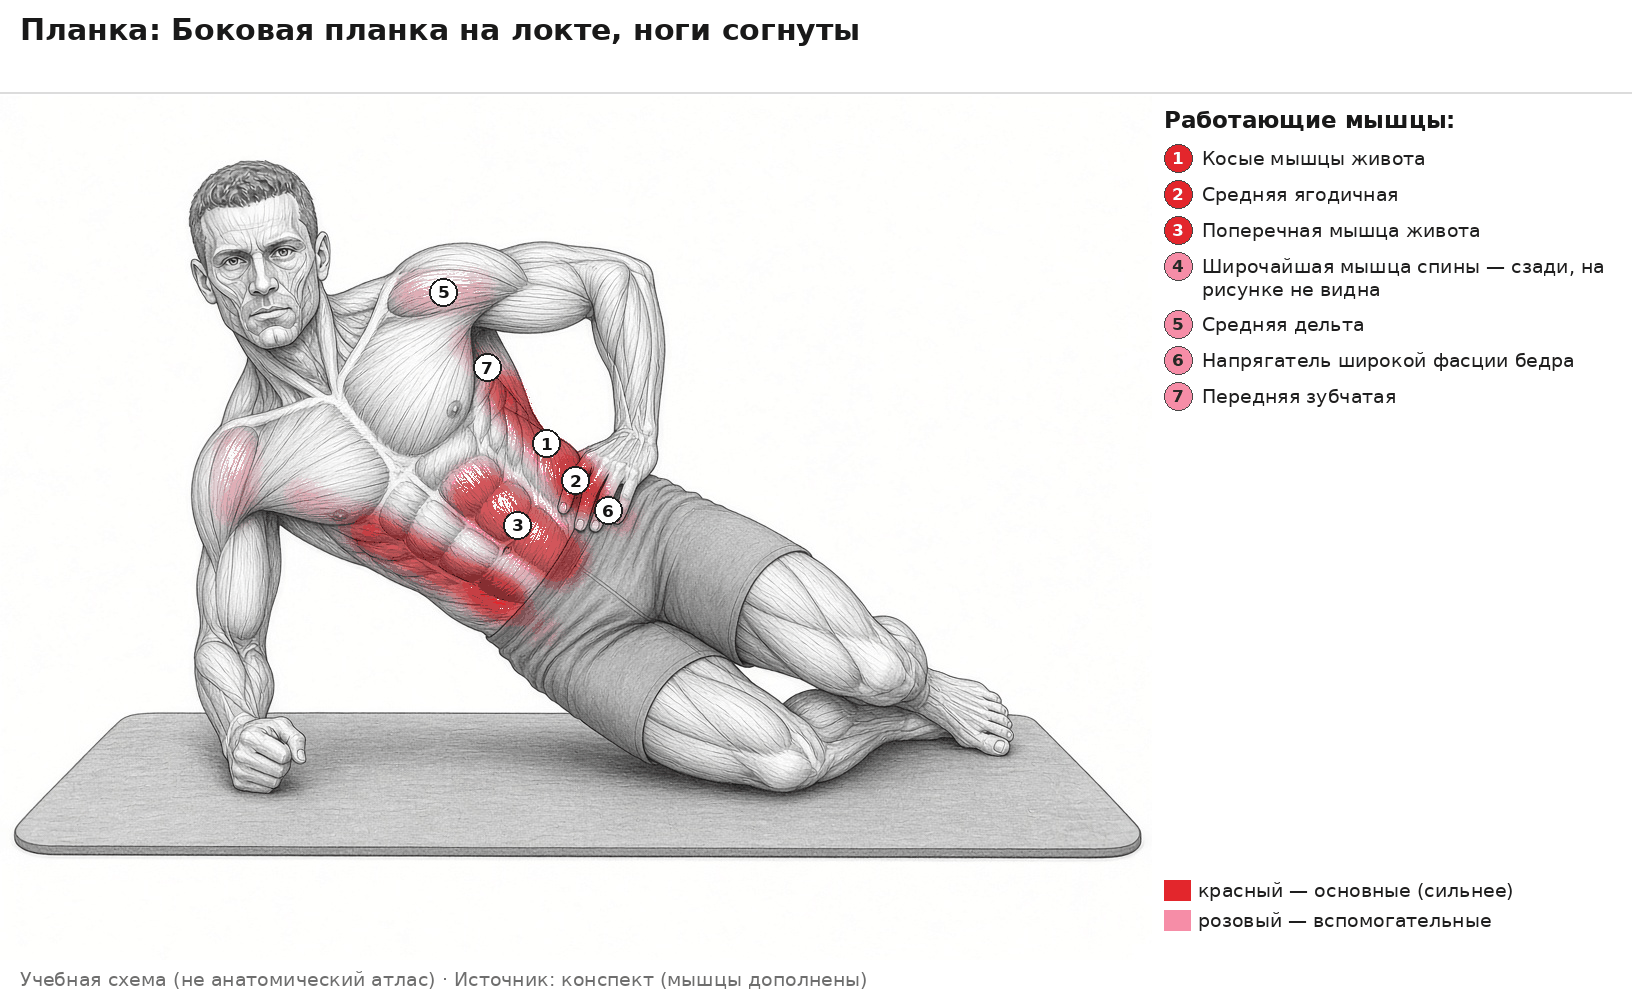 Планка: Боковая планка на локте, ноги согнуты
Работающие мышцы:
1 Косые мышцы живота
2 Средняя ягодичная
3 Поперечная мышца живота
4 Широчайшая мышца спины — сзади, на
рисунке не видна
5 Средняя дельта
6 Напрягатель широкой фасции бедра
7 Передняя зубчатая
5
7
1
2
6
3
красный — основные (сильнее)
розовый — вспомогательные
Учебная схема (не анатомический атлас) · Источник: конспект (мышцы дополнены)